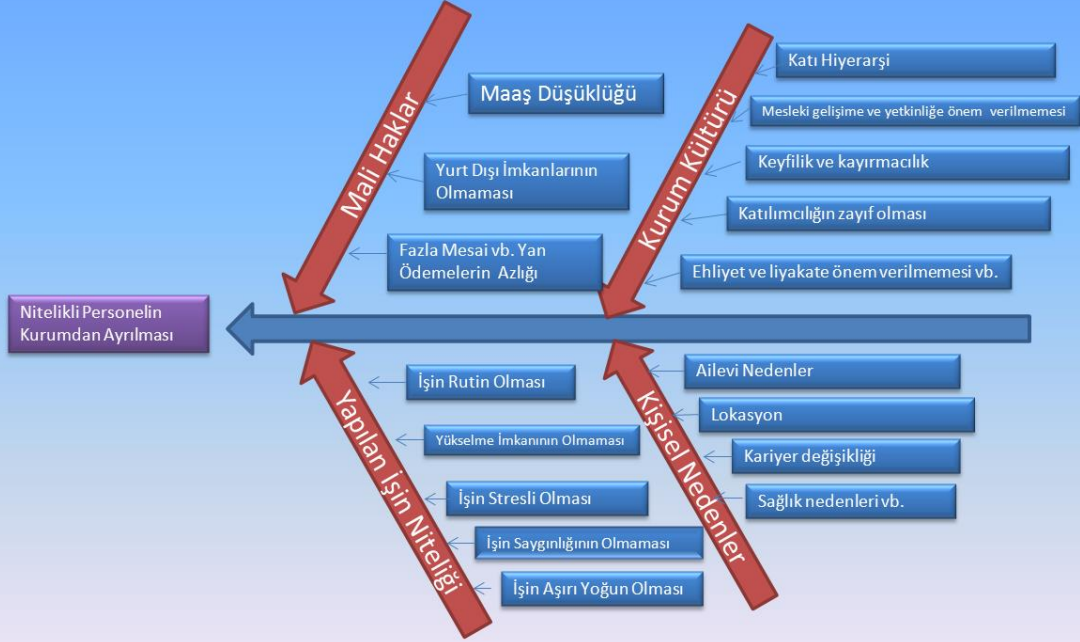 Mali Haklar
Maaş Düşüklüğü
Yurt Dışı İmkanlarının
Olmaması
Fazla Mesai vb. Yan
Ödemelerin Azlığı
Kurum Kültürü
Katı Hiyerarşi
Mesleki gelişime ve yetkinliğe önem verilmemesi
Keyfilik ve kayırmacılık
Katılımcılığın zayıf olması
Ehliyet ve liyakate önem verilmemesi vb.
Nitelikli Personelin
Kurumdan Ayrılması
Yapılan İşin Niteliği
İşin Rutin Olması
Yükselme İmkanının Olmaması
İşin Stresli Olması
İşin Saygınlığının Olmaması
İşin Aşırı Yoğun Olması
Kişisel Nedenler
Ailevi Nedenler
Lokasyon
Kariyer değişikliği
Sağlık nedenleri vb.